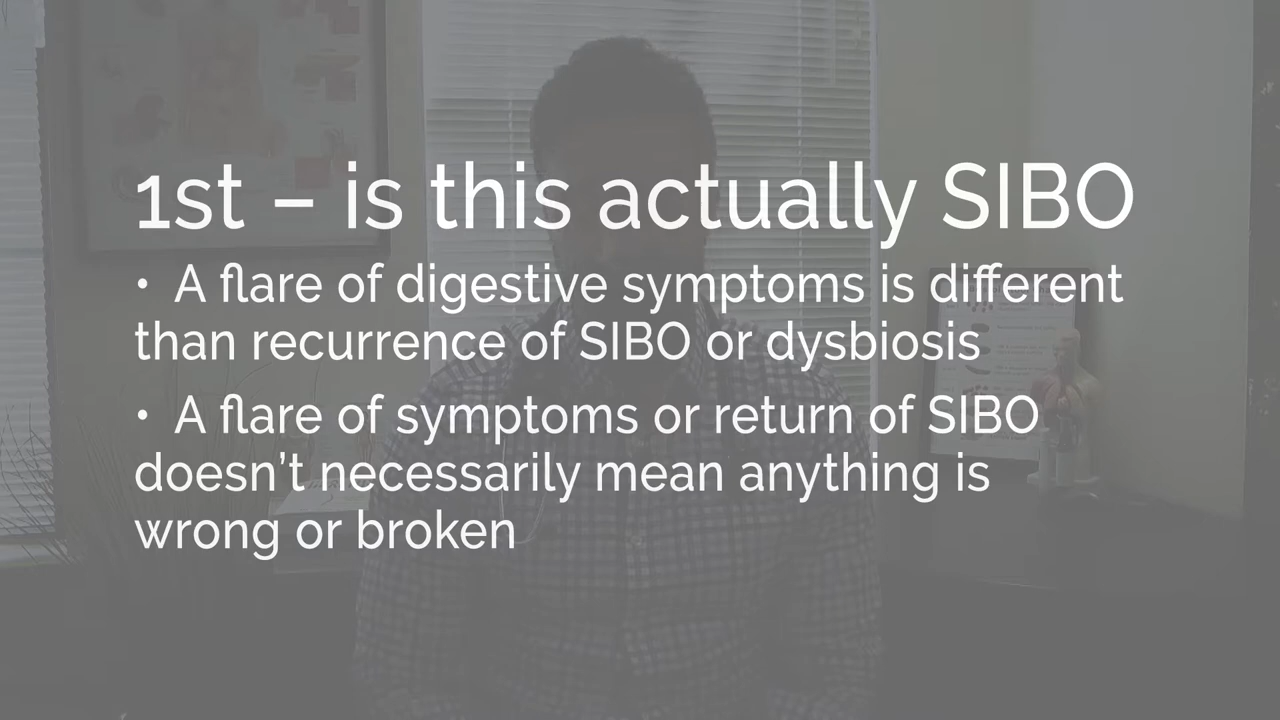 1st – is this actually SIBO
• A flare of digestive symptoms is different
than recurrence of SIBO or dysbiosis
• A flare of symptoms or return of SIBO
doesn’t necessarily mean anything is
wrong or broken